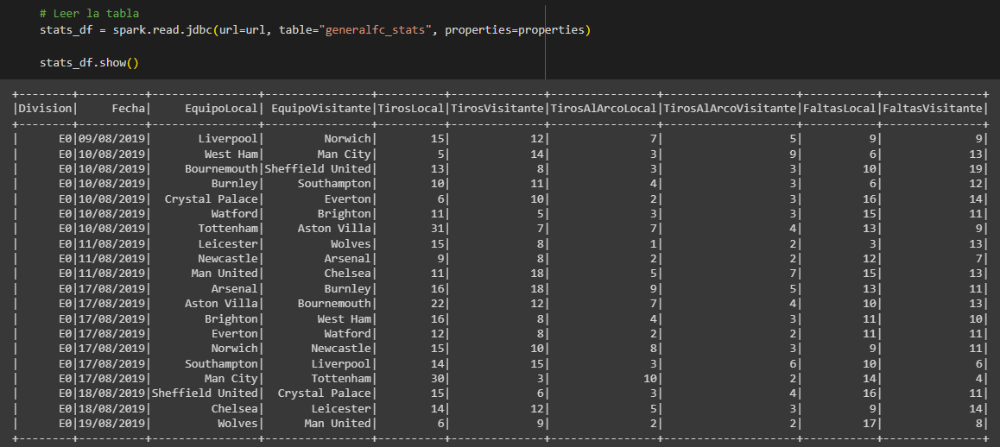 # Leer la tabla
stats_df = spark.read.jdbc(url=url, table="generalfc_stats", properties=properties)
stats_df.show()
+--------+----------+----------------+----------------+----------+--------------+----------------+--------------------+-----------+---------------+
|Division|     Fecha|     EquipoLocal| EquipoVisitante|TirosLocal|TirosVisitante|TirosAlArcoLocal|TirosAlArcoVisitante|FaltasLocal|FaltasVisitante|
+--------+----------+----------------+----------------+----------+--------------+----------------+--------------------+-----------+---------------+
|      E0|09/08/2019|       Liverpool|         Norwich|        15|            12|               7|                   5|          9|              9|
|      E0|10/08/2019|        West Ham|        Man City|         5|            14|               3|                   9|          6|             13|
|      E0|10/08/2019|     Bournemouth|Sheffield United|        13|             8|               3|                   3|         10|             19|
|      E0|10/08/2019|         Burnley|     Southampton|        10|            11|               4|                   3|          6|             12|
|      E0|10/08/2019|  Crystal Palace|         Everton|         6|            10|               2|                   3|         16|             14|
|      E0|10/08/2019|         Watford|        Brighton|        11|             5|               3|                   3|         15|             11|
|      E0|10/08/2019|       Tottenham|     Aston Villa|        31|             7|               7|                   4|         13|              9|
|      E0|11/08/2019|       Leicester|          Wolves|        15|             8|               1|                   2|          3|             13|
|      E0|11/08/2019|       Newcastle|         Arsenal|         9|             8|               2|                   2|         12|              7|
|      E0|11/08/2019|      Man United|         Chelsea|        11|            18|               5|                   7|         15|             13|
|      E0|17/08/2019|         Arsenal|         Burnley|        16|            18|               9|                   5|         13|             11|
|      E0|17/08/2019|     Aston Villa|     Bournemouth|        22|            12|               7|                   4|         10|             13|
|      E0|17/08/2019|        Brighton|        West Ham|        16|             8|               4|                   3|         11|             10|
|      E0|17/08/2019|         Everton|         Watford|        12|             8|               2|                   2|         11|             11|
|      E0|17/08/2019|         Norwich|       Newcastle|        15|            10|               8|                   3|          9|             11|
|      E0|17/08/2019|     Southampton|       Liverpool|        14|            15|               3|                   6|         10|              6|
|      E0|17/08/2019|        Man City|       Tottenham|        30|             3|              10|                   2|         14|              4|
|      E0|18/08/2019|Sheffield United|  Crystal Palace|        15|             6|               3|                   4|         16|             11|
|      E0|18/08/2019|         Chelsea|       Leicester|        14|            12|               5|                   3|          9|             14|
|      E0|19/08/2019|          Wolves|      Man United|         6|             9|               2|                   2|         17|              8|
+--------+----------+----------------+----------------+----------+--------------+----------------+--------------------+-----------+---------------+